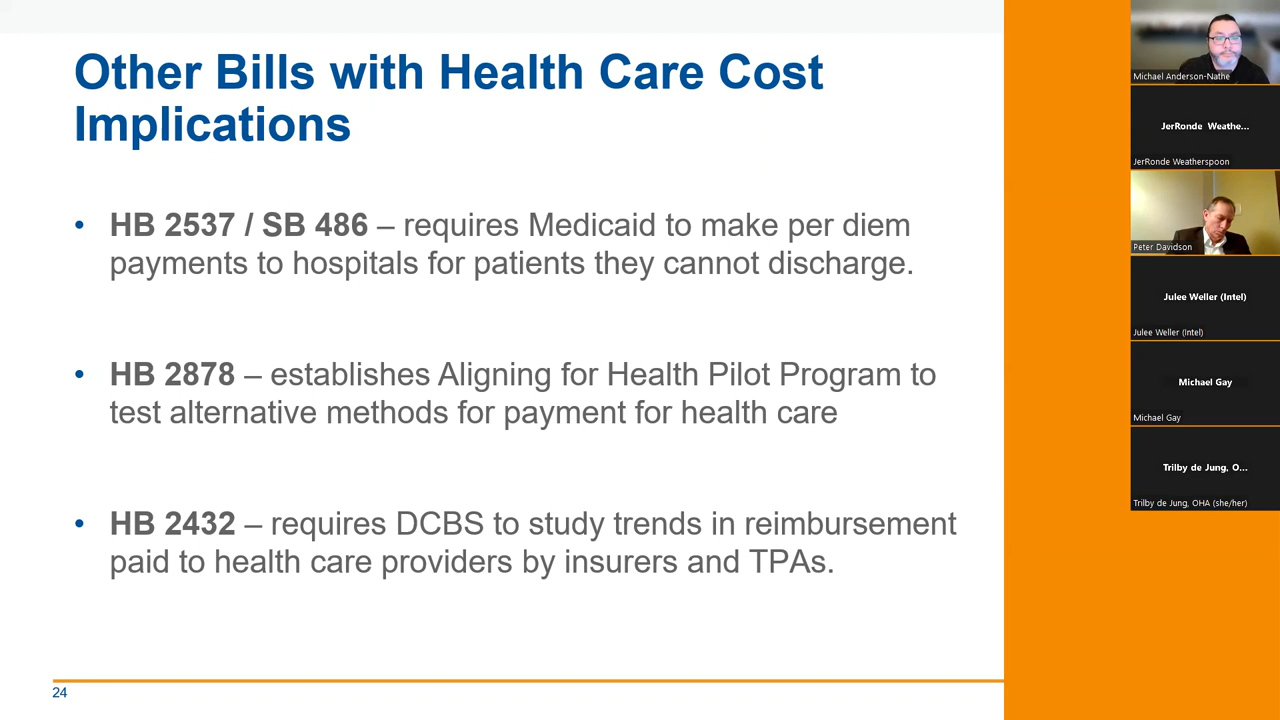 Other Bills with Health Care Cost
Implications
• HB 2537 / SB 486 – requires Medicaid to make per diem
payments to hospitals for patients they cannot discharge.
• HB 2878 – establishes Aligning for Health Pilot Program to
test alternative methods for payment for health care
• HB 2432 – requires DCBS to study trends in reimbursement
paid to health care providers by insurers and TPAs.
24
Michael Anderson-Nathe
JerRonde Weathe...
JerRonde Weatherspoon
Peter Davidson
Julee Weller (Intel)
Julee Weller (Intel)
Michael Gay
Michael Gay
Trilby de Jung, O...
Trilby de Jung, OHA (she/her)